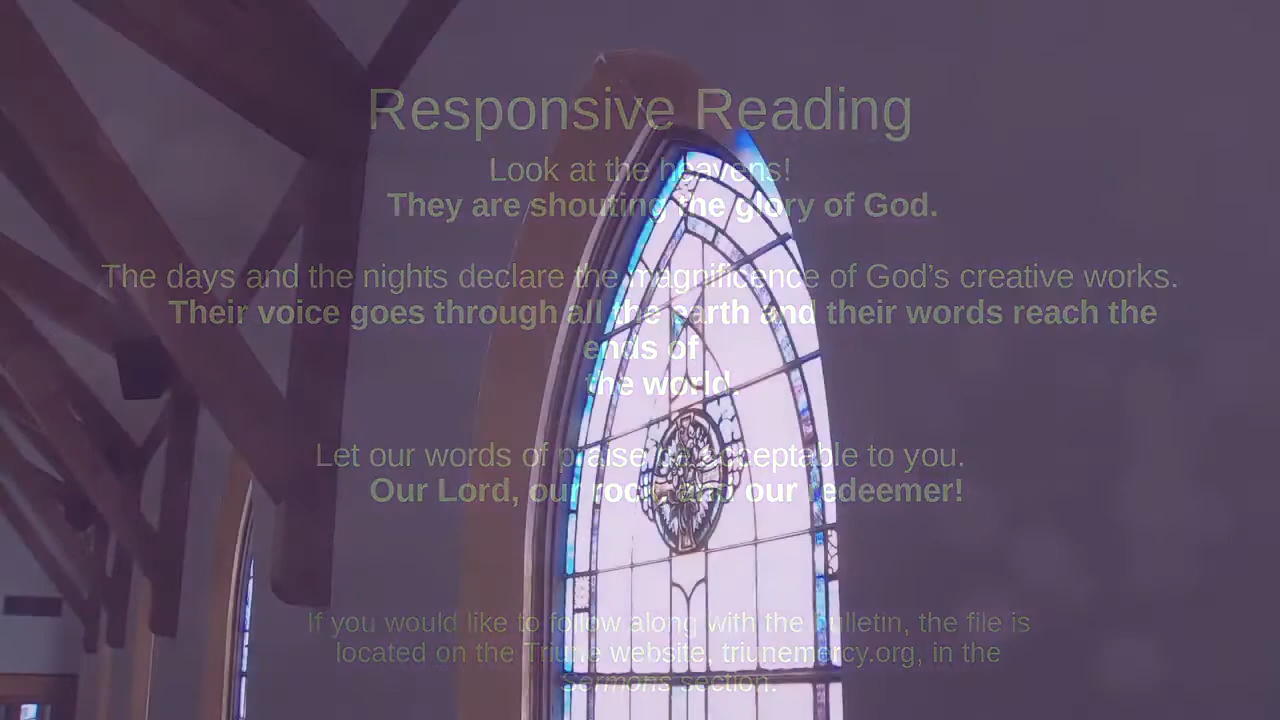 Responsive Reading
Look at the heavens!
They are shouting the glory of God.
The days and the nights declare the magnificence of God’s creative works.
Their voice goes through all the earth and their words reach the
ends of
the world.
Let our words of praise be acceptable to you.
Our Lord, our rock, and our redeemer!
If you would like to follow along with the bulletin, the file is
located on the Triune website, triunemercy.org, in the
Sermons section.